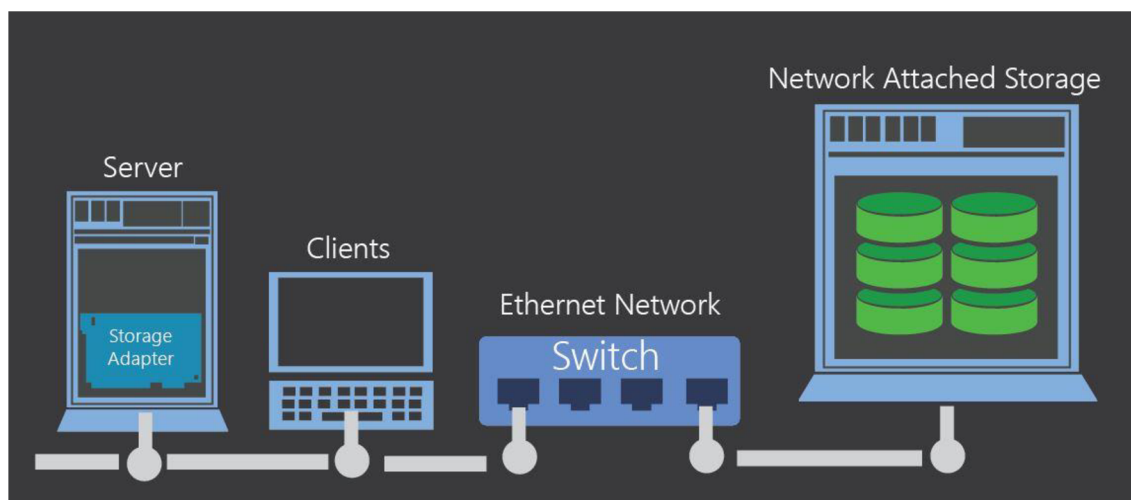 Network Attached Storage
Server
Clients
Ethernet Network
Switch
Storage
Adapter